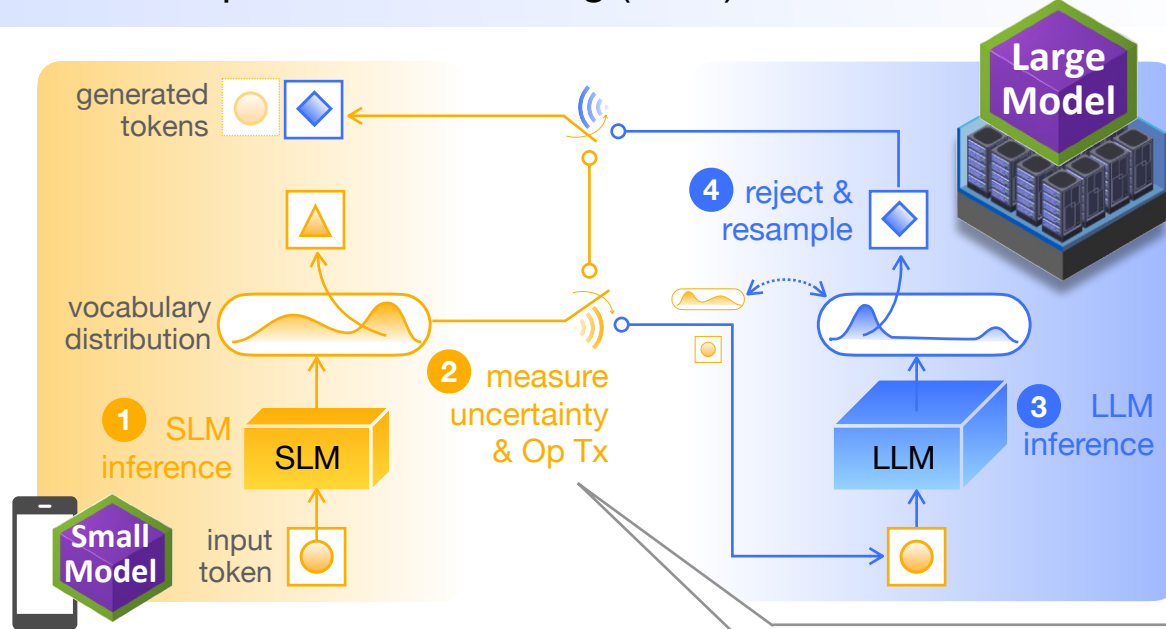 generated
tokens
Large
Model
4 reject &
resample
vocabulary
distribution
2 measure
uncertainty
& Op Tx
1 SLM
inference
SLM
3 LLM
inference
LLM
Small
Model
input
token